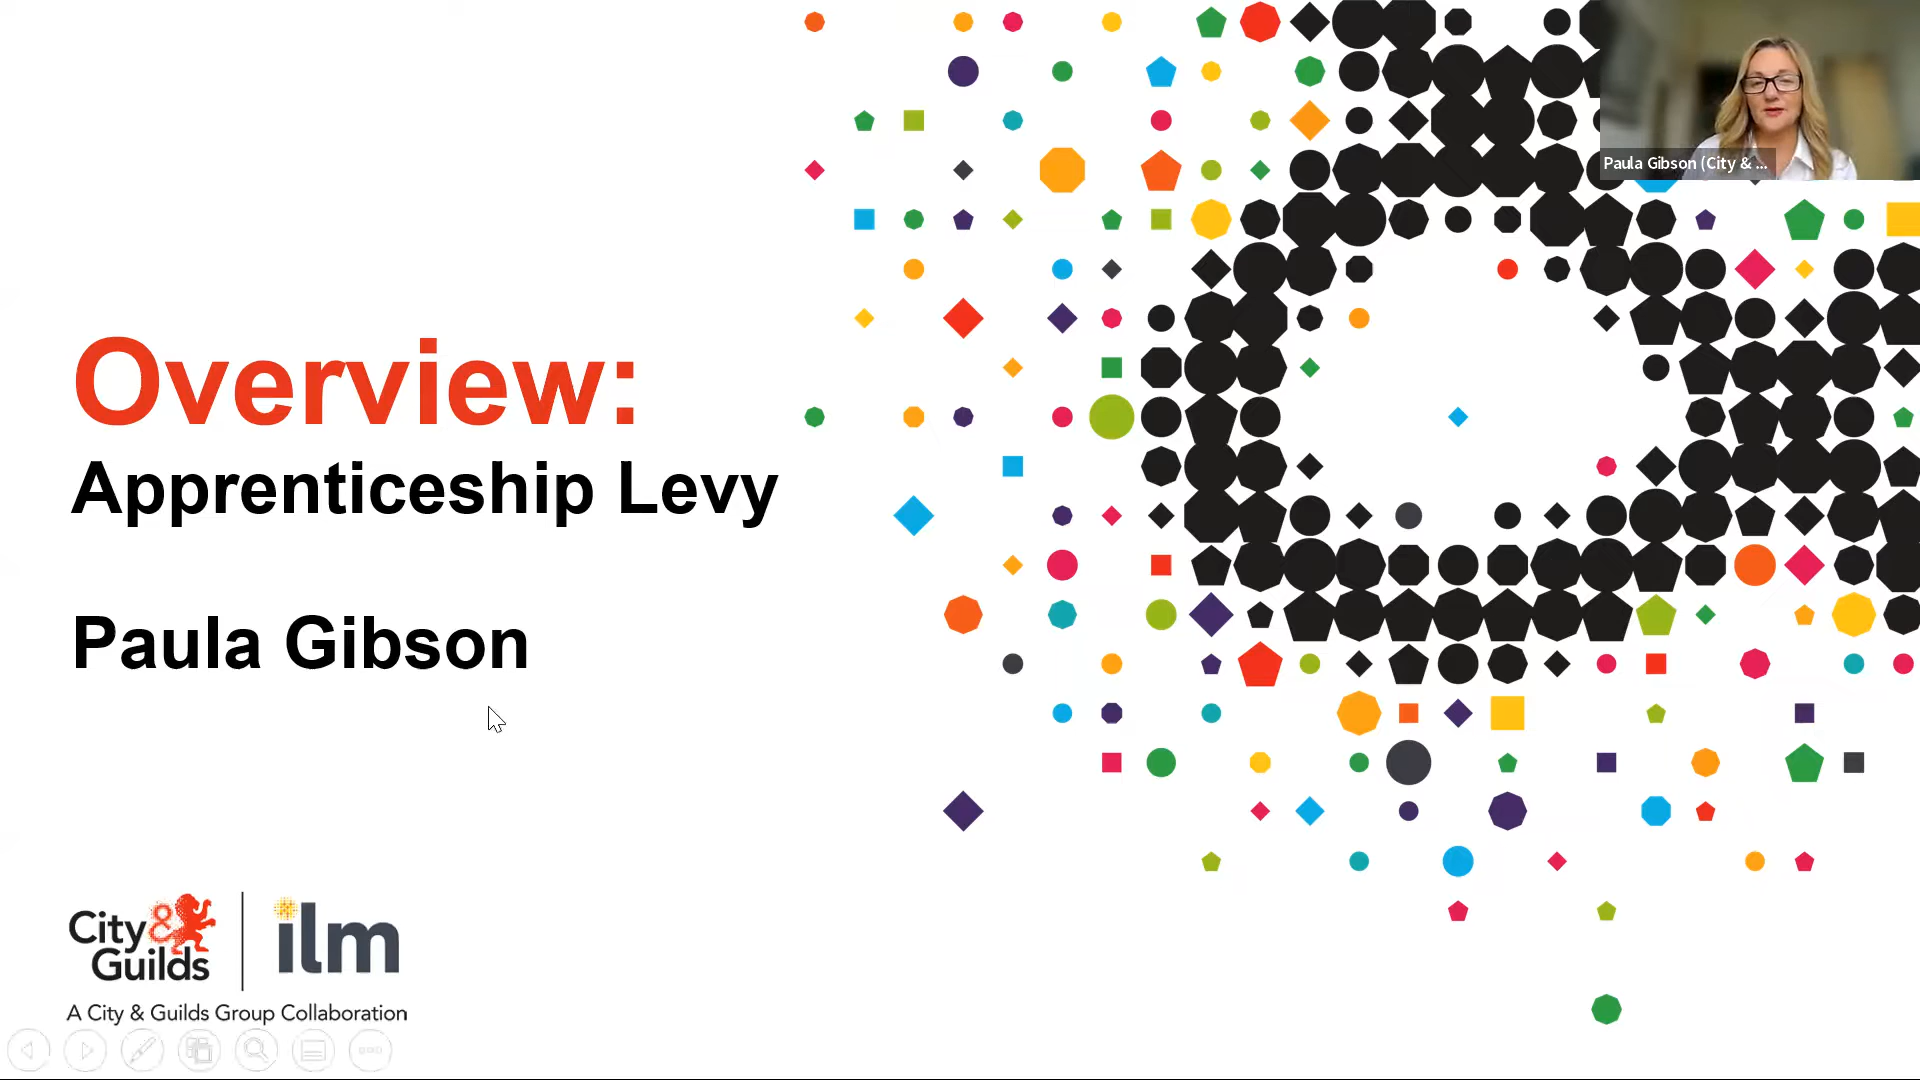 Overview:
Apprenticeship Levy
Paula Gibson
Paula Gibson (City & ...
City & Guilds
ilm
A City & Guilds Group Collaboration